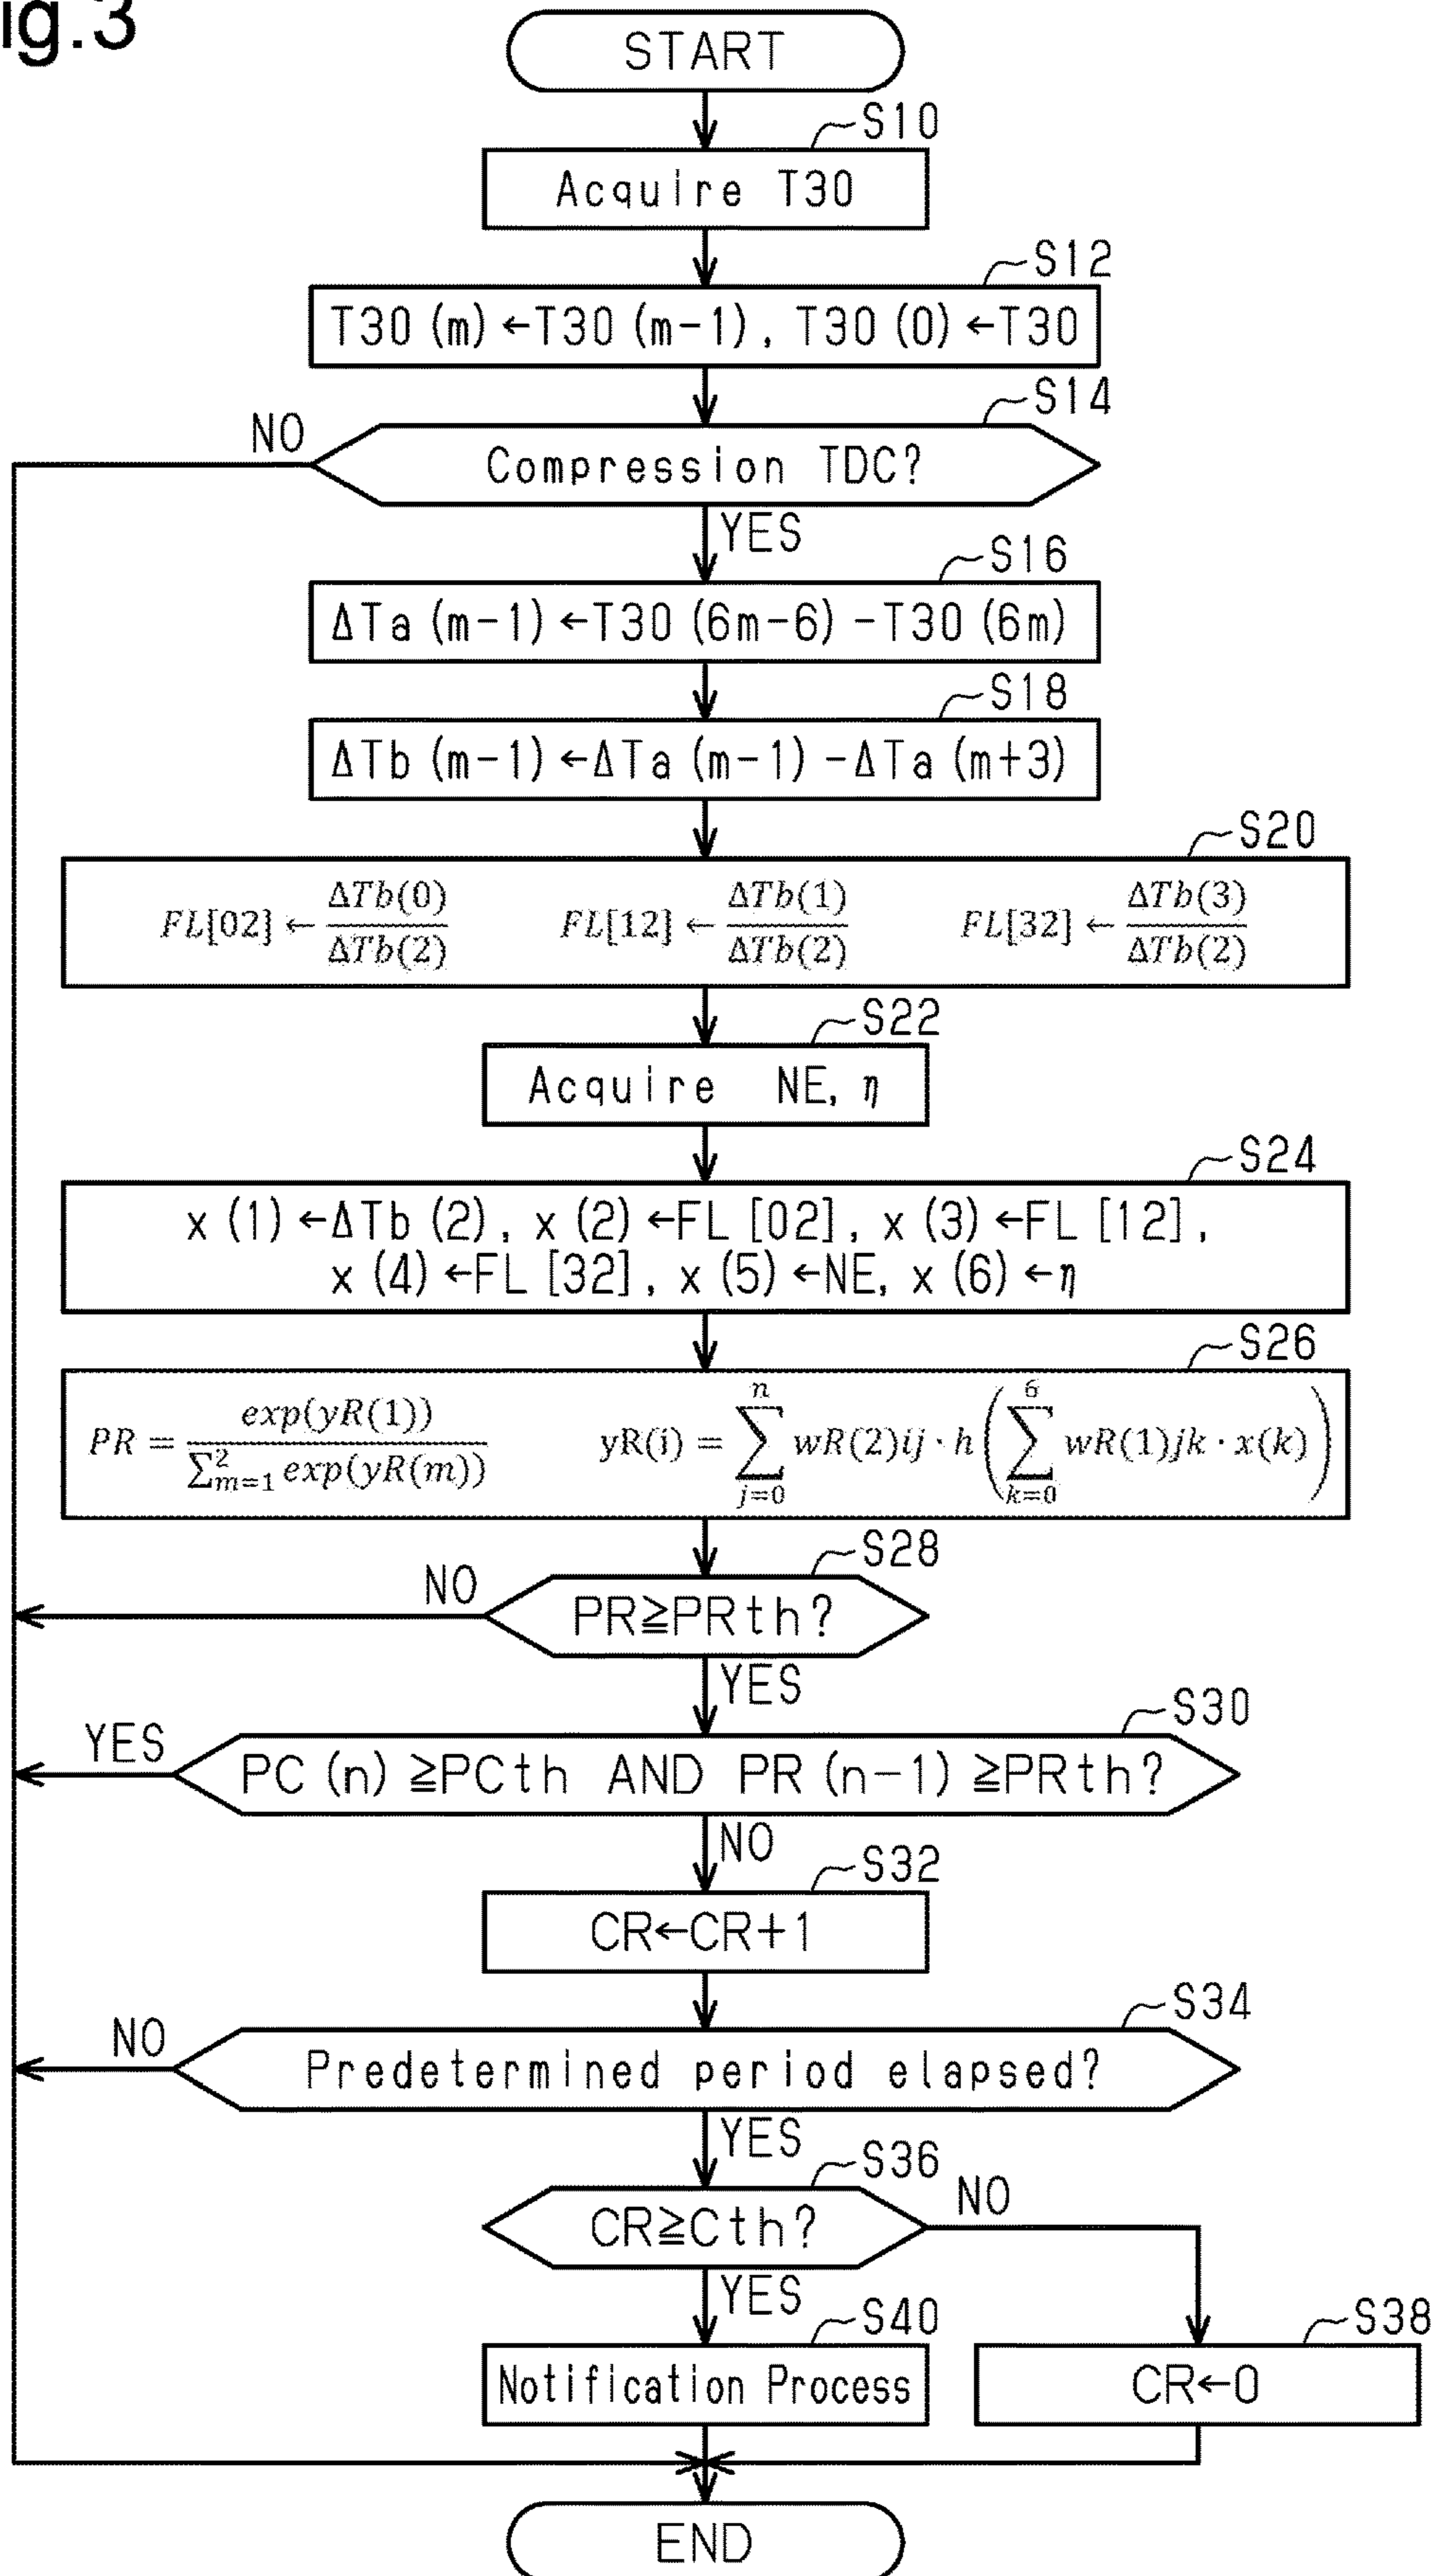 ig.3
START
S10
Acquire T30
S12
T30(m)←T30(m-1), T30(0)←T30
S14
NO
Compression TDC?
YES
S16
ΔTa(m-1)←T30(6m-6)-T30(6m)
S18
ΔTb(m-1)←ΔTa(m-1)-ΔTa(m+3)
S20
FL[02] ← ΔTb(0)/ΔTb(2) FL[12] ← ΔTb(1)/ΔTb(2) FL[32] ← ΔTb(3)/ΔTb(2)
S22
Acquire NE, η
S24
x(1)←ΔTb(2), x(2)←FL[02], x(3)←FL[12],
x(4)←FL[32], x(5)←NE, x(6)←η
S26
PR = exp(yR(1))/∑_{m=1}^{2} exp(yR(m)) yR(i) = ∑_{j=0}^{n} wR(2)ij · h(∑_{k=0}^{6} wR(1)jk · x(k))
S28
NO
PR≧PRth?
YES
S30
YES
PC(n)≧PCth AND PR(n-1)≧PRth?
NO
S32
CR←CR+1
S34
NO
Predetermined period elapsed?
YES
S36
NO
CR≧Cth?
YES
S40
Notification Process
S38
CR←0
END